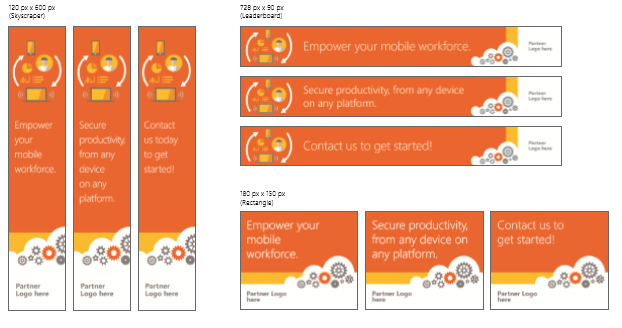 120 px x 600 px
(Skyscraper)
Empower
your
mobile
workforce.
Partner
Logo here
Secure
productivity,
from any
device
on any
platform.
Partner
Logo here
Contact
us today
to get
started!
Partner
Logo here
728 px x 90 px
(Leaderboard)
Empower your mobile workforce.
Partner
Logo here
Secure productivity, from any device
on any platform.
Partner
Logo here
Contact us to get started!
Partner
Logo here
180 px x 150 px
(Rectangle)
Empower your
mobile
workforce.
Partner Logo
here
Secure productivity,
from any device on
any platform.
Partner Logo
here
Contact us to
get started!
Partner Logo
here